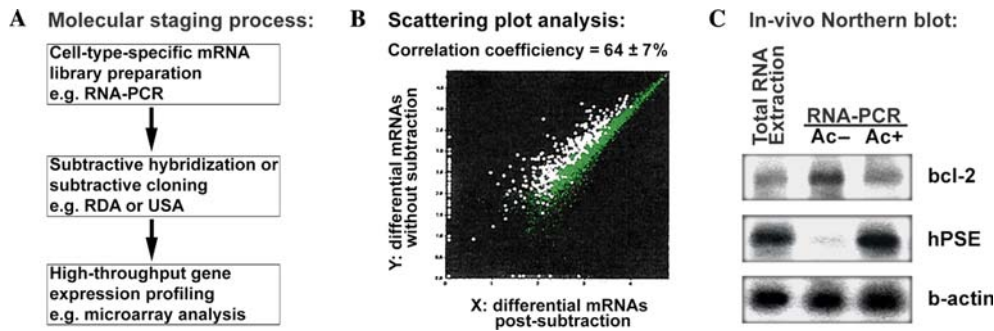 A Molecular staging process:
Cell-type-specific mRNA
library preparation
e.g. RNA-PCR
Subtractive hybridization or
subtractive cloning
e.g. RDA or USA
High-throughput gene
expression profiling
e.g. microarray analysis
B Scattering plot analysis:
Correlation coefficiency = 64 ± 7%
Y: differential mRNAs
without subtraction
X: differential mRNAs
post-subtraction
C In-vivo Northern blot:
Total RNA
Extraction
RNA-PCR
Ac− Ac+
bcl-2
hPSE
b-actin